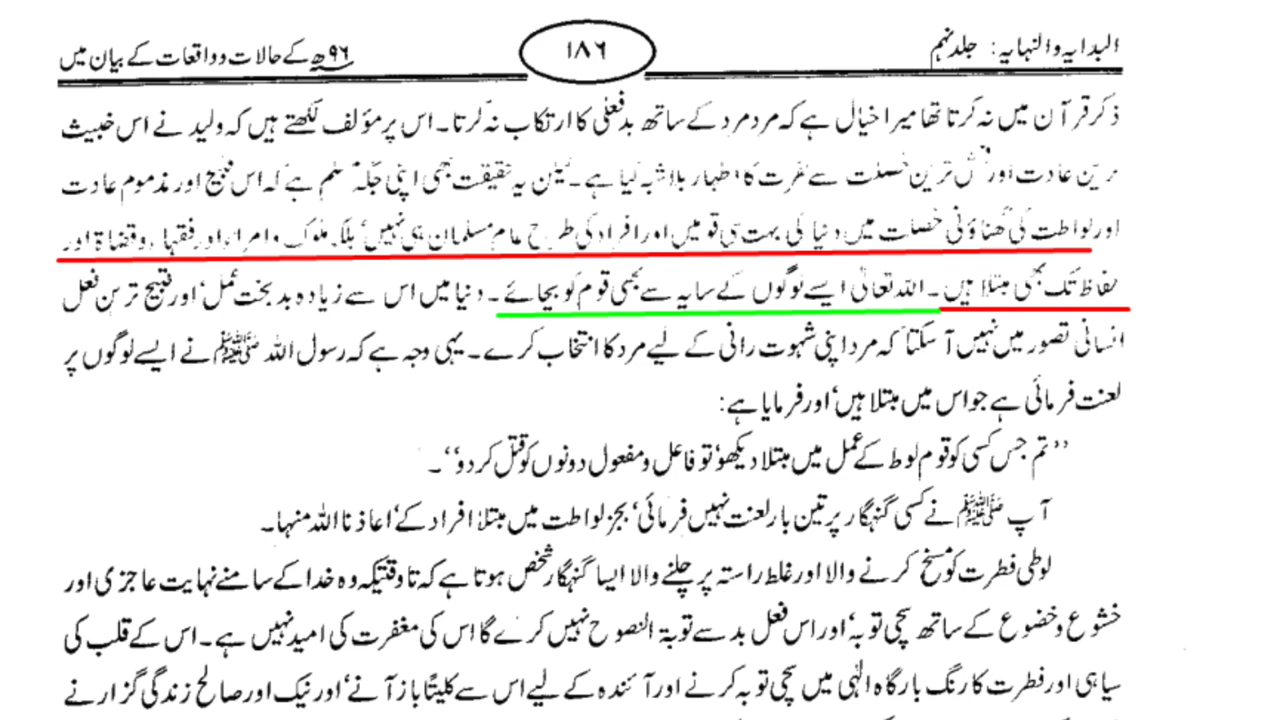 البدایہ والنہایہ: جلد نہم
۱۸۶
۹۶ھ کے حالات و واقعات کے بیان میں
ذکر قرآن میں نہ کرتا تھا میرا خیال ہے کہ مرد مرد کے ساتھ بدفعلی کا ارتکاب نہ کرتا۔ اس پر مؤلف لکھتے ہیں کہ ولید نے اس خبیث
ترین عادت اور فحش ترین خصلت سے نفرت کا اظہار بلاشبہ کیا ہے۔ لیکن یہ حقیقت بھی اپنی جگہ مسلم ہے کہ اس قبیح اور مذموم عادت
اور لواطت کی گھناؤنی خصلت میں دنیا کی بہت سی قومیں اور افراد کی طرح عام مسلمان ہی نہیں، بلکہ ملوک و امراء اور فقہاء و قضاۃ اور
حفاظ تک بھی مبتلا ہیں۔ اللہ تعالیٰ ایسے لوگوں کے سایہ سے بھی قوم کو بچائے۔ دنیا میں اس سے زیادہ بدبخت عمل، اور قبیح ترین فعل
انسانی تصور میں نہیں آ سکتا کہ مرد اپنی شہوت رانی کے لیے مرد کا انتخاب کرے۔ یہی وجہ ہے کہ رسول اللہ ﷺ نے ایسے لوگوں پر
لعنت فرمائی ہے جو اس میں مبتلا ہیں، اور فرمایا ہے:
”تم جس کسی کو قوم لوط کے عمل میں مبتلا دیکھو، تو فاعل و مفعول دونوں کو قتل کر دو“۔
آپ ﷺ نے کسی گنہگار پر تین بار لعنت نہیں فرمائی، بجز لواطت میں مبتلا افراد کے، اعاذنا اللہ منہا۔
لوطی فطرت کو مسخ کرنے والا اور غلط راستہ پر چلنے والا ایسا گنہگار شخص ہوتا ہے کہ تاوقتیکہ وہ خدا کے سامنے نہایت عاجزی اور
خشوع و خضوع کے ساتھ سچی توبہ، اور اس فعل بد سے توبۃ النصوح نہیں کرے گا اس کی مغفرت کی امید نہیں ہے۔ اس کے قلب کی
سیاہی اور فطرت کا رنگ بارگاہ الٰہی میں سچی توبہ کرنے اور آئندہ کے لیے اس سے کلیتًا باز آنے، اور نیک اور صالح زندگی گزارنے